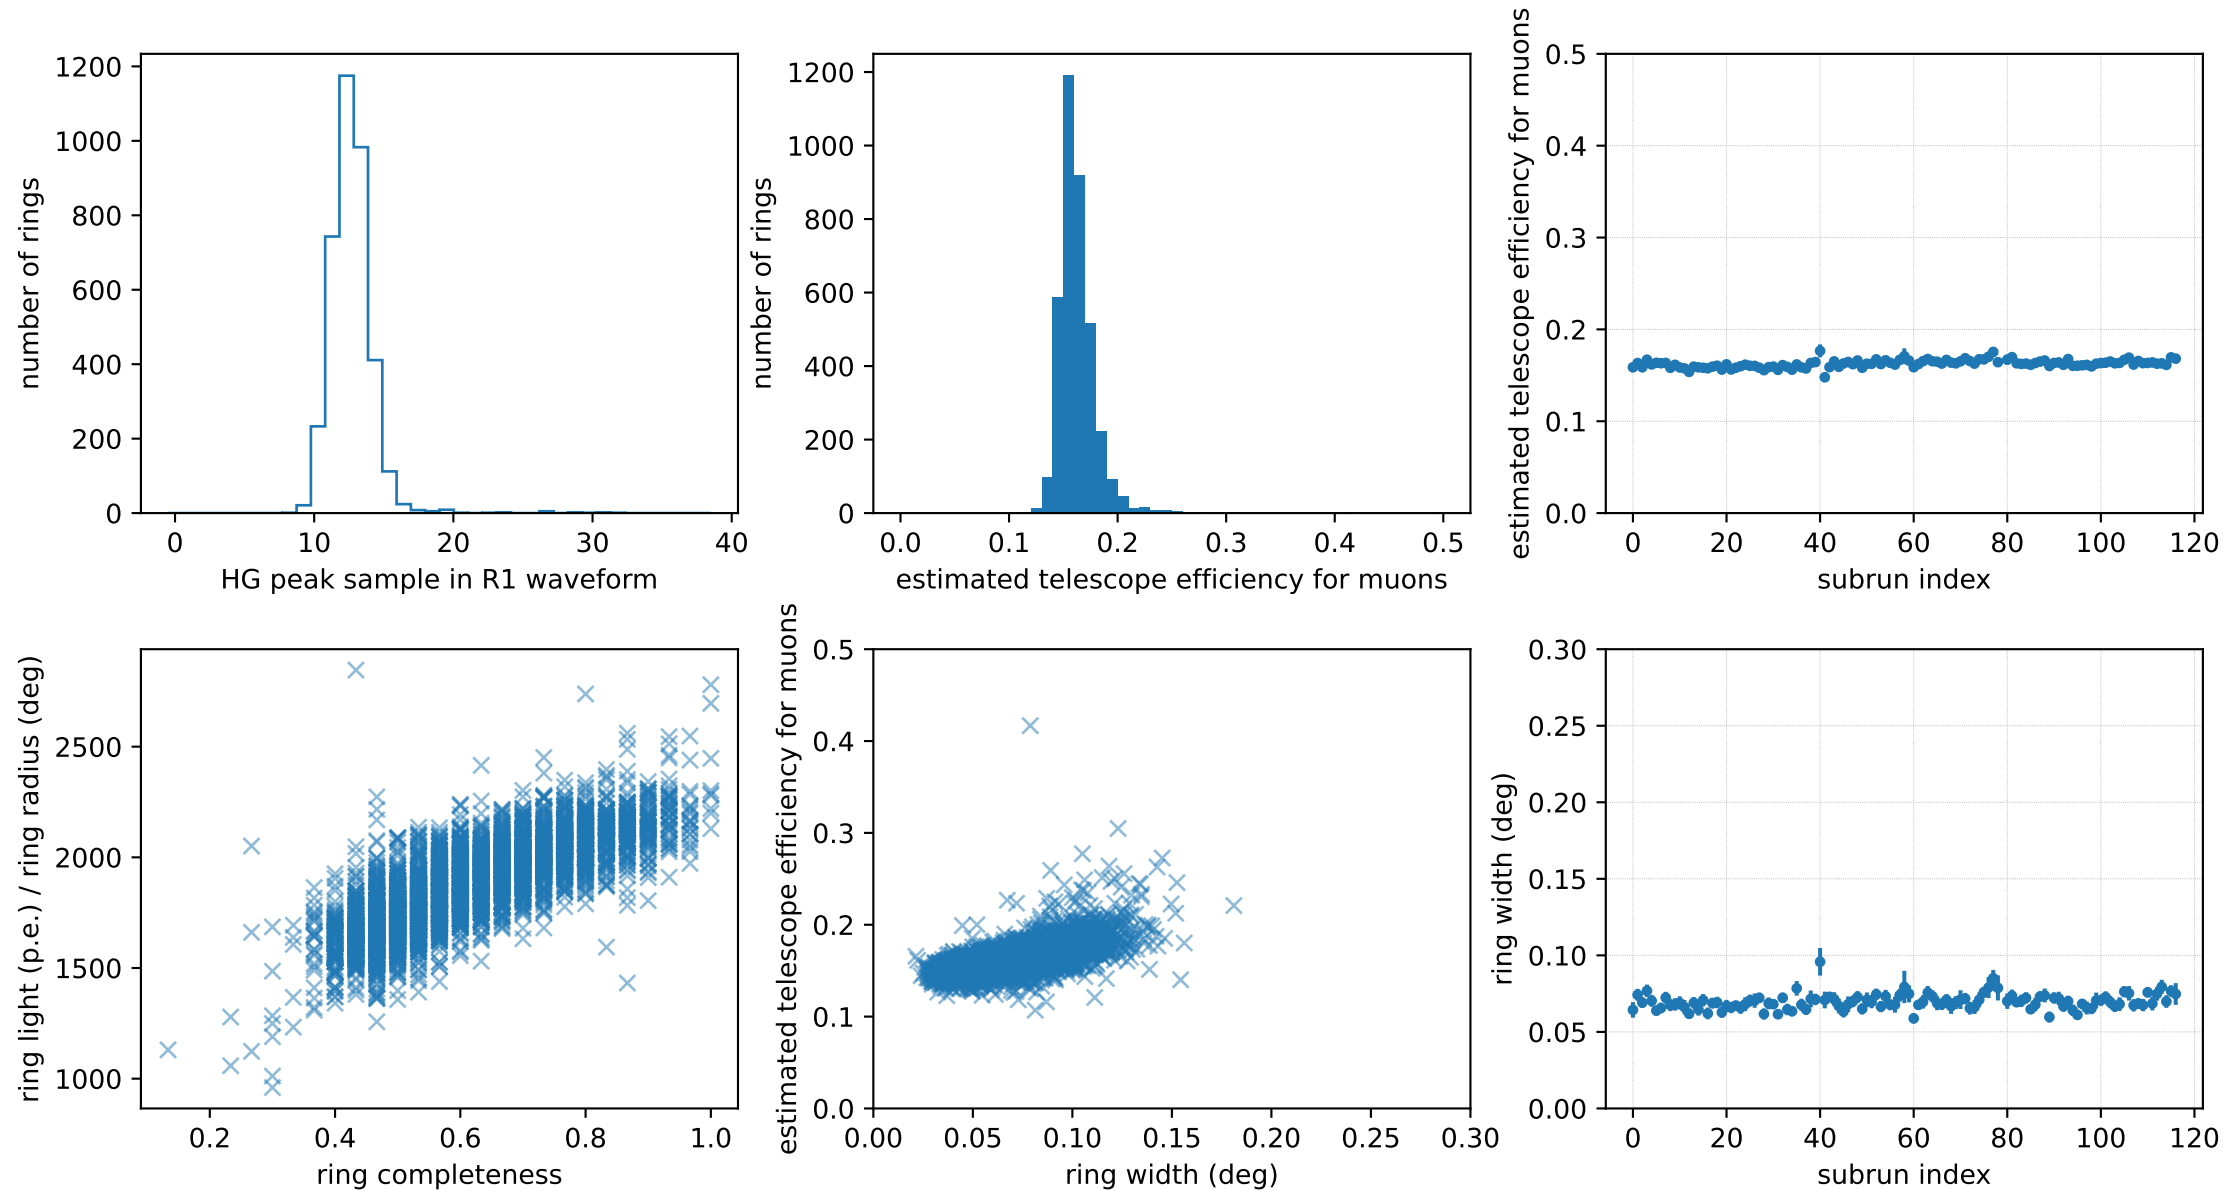 number of rings
1200
1000
800
600
400
200
0
0 10 20 30 40
HG peak sample in R1 waveform
number of rings
1200
1000
800
600
400
200
0
0.0 0.1 0.2 0.3 0.4 0.5
estimated telescope efficiency for muons
estimated telescope efficiency for muons
0.5
0.4
0.3
0.2
0.1
0.0
0 20 40 60 80 100 120
subrun index
ring light (p.e.) / ring radius (deg)
2500
2000
1500
1000
0.2 0.4 0.6 0.8 1.0
ring completeness
estimated telescope efficiency for muons
0.5
0.4
0.3
0.2
0.1
0.0
0.00 0.05 0.10 0.15 0.20 0.25 0.30
ring width (deg)
ring width (deg)
0.30
0.25
0.20
0.15
0.10
0.05
0.00
0 20 40 60 80 100 120
subrun index